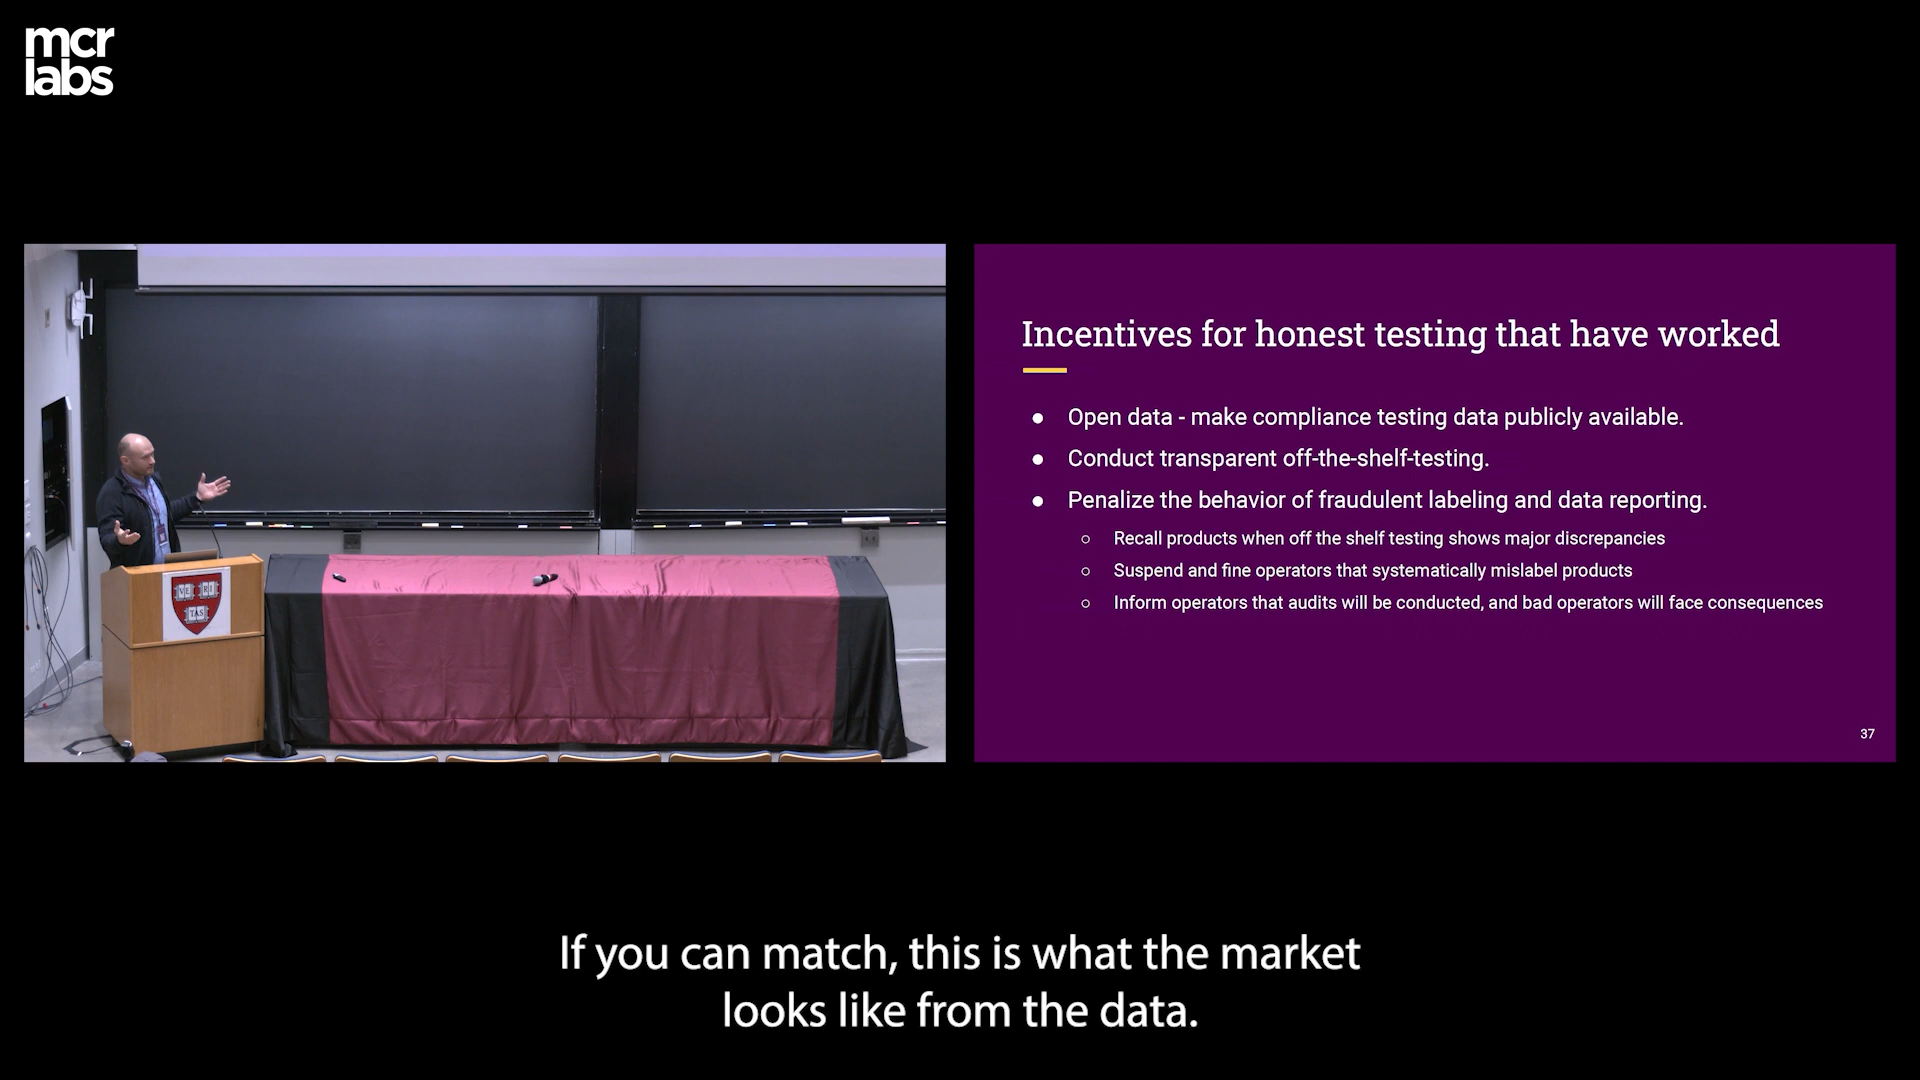 mcr
labs
VE RI
TAS
Incentives for honest testing that have worked
● Open data - make compliance testing data publicly available.
● Conduct transparent off-the-shelf-testing.
● Penalize the behavior of fraudulent labeling and data reporting.
○ Recall products when off the shelf testing shows major discrepancies
○ Suspend and fine operators that systematically mislabel products
○ Inform operators that audits will be conducted, and bad operators will face consequences
37
If you can match, this is what the market
looks like from the data.